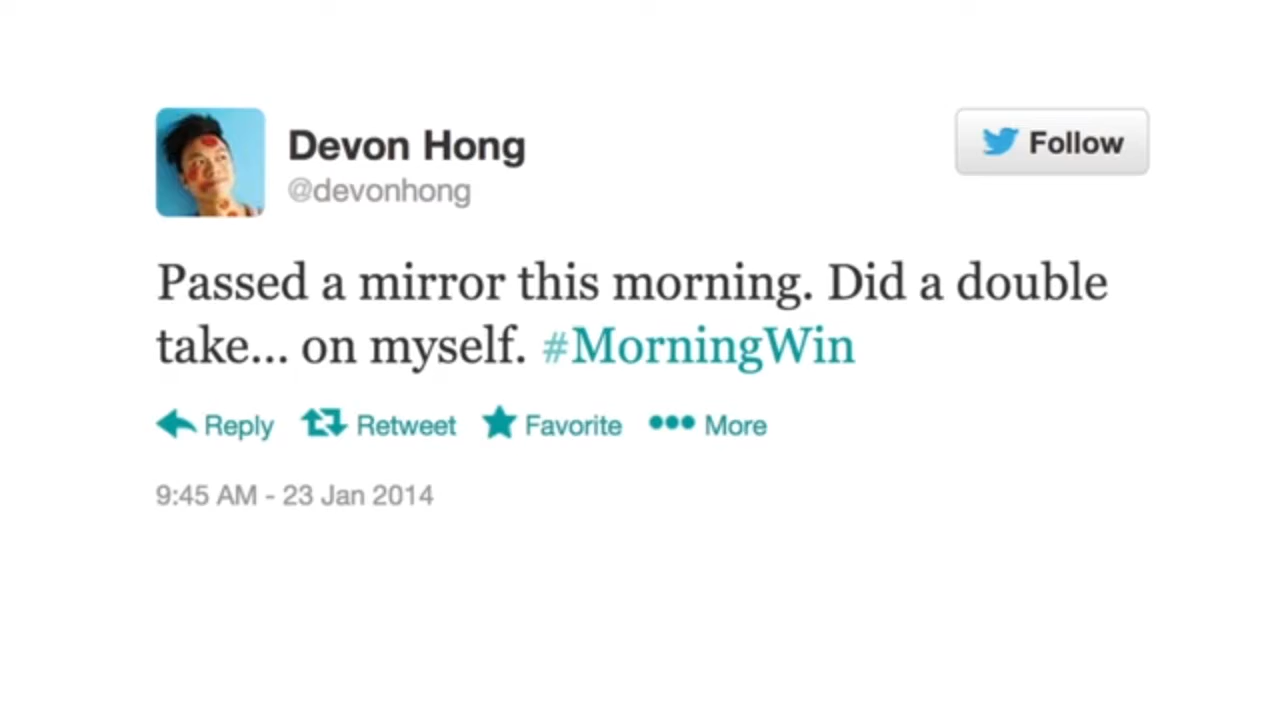 Devon Hong
@devonhong
Follow
Passed a mirror this morning. Did a double
take... on myself. #MorningWin
Reply Retweet Favorite More
9:45 AM - 23 Jan 2014